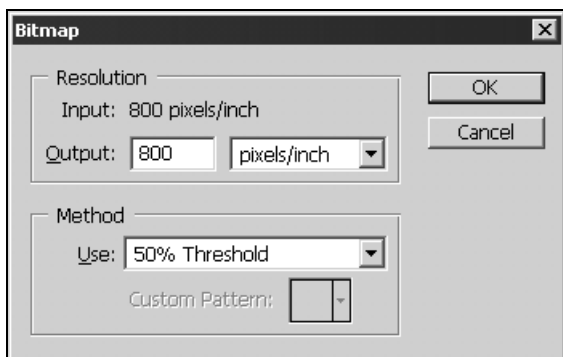 Bitmap
Resolution
Input: 800 pixels/inch
Output: 800 pixels/inch
OK
Cancel
Method
Use: 50% Threshold
Custom Pattern: